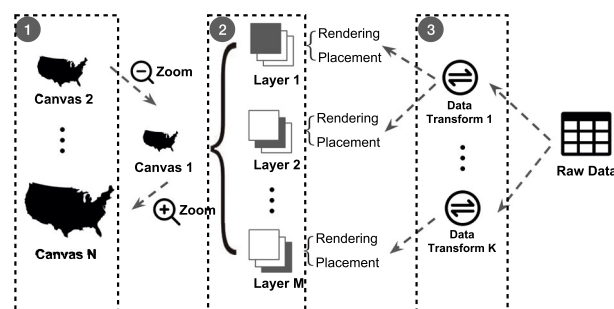 1
Canvas 2
Canvas N
Zoom
Canvas 1
Zoom
2
Layer 1
Rendering
Placement
Layer 2
Rendering
Placement
Layer M
Rendering
Placement
3
Data
Transform 1
Data
Transform K
Raw Data